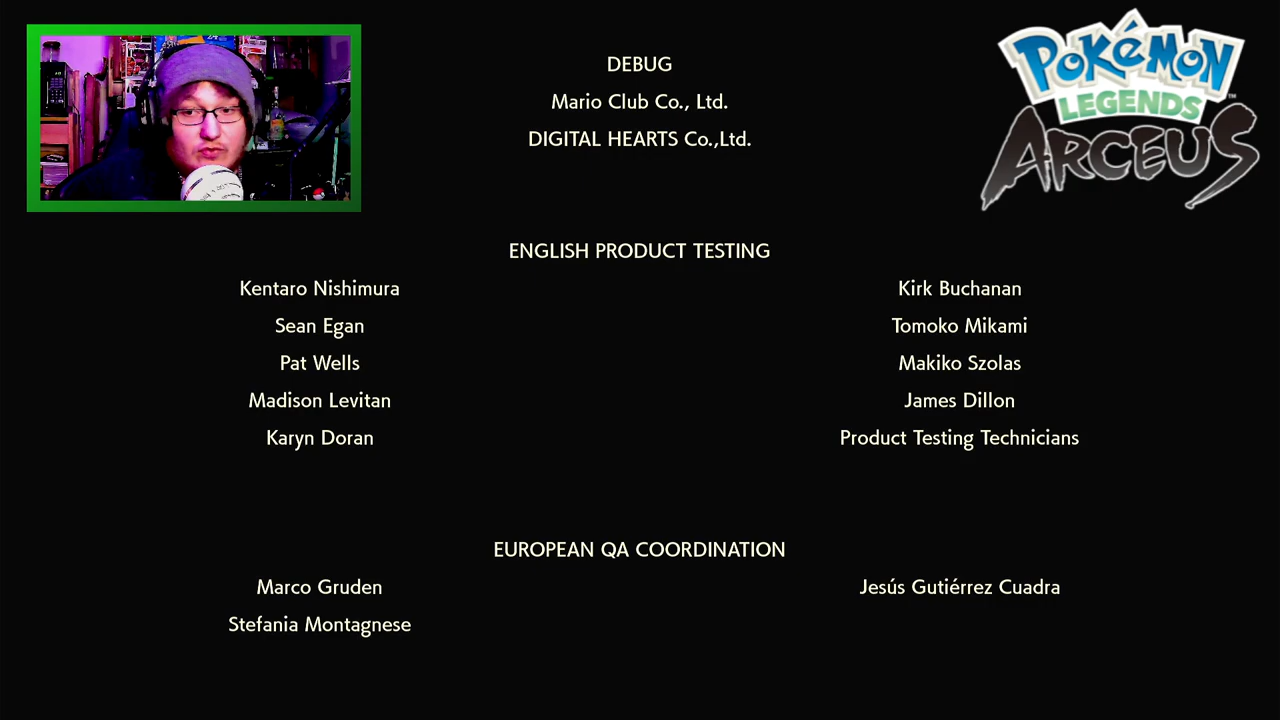 DEBUG
Mario Club Co., Ltd.
DIGITAL HEARTS Co.,Ltd.
POKéMON
LEGENDS
ARCEUS
™
ENGLISH PRODUCT TESTING
Kentaro Nishimura
Kirk Buchanan
Sean Egan
Tomoko Mikami
Pat Wells
Makiko Szolas
Madison Levitan
James Dillon
Karyn Doran
Product Testing Technicians
EUROPEAN QA COORDINATION
Marco Gruden
Jesús Gutiérrez Cuadra
Stefania Montagnese